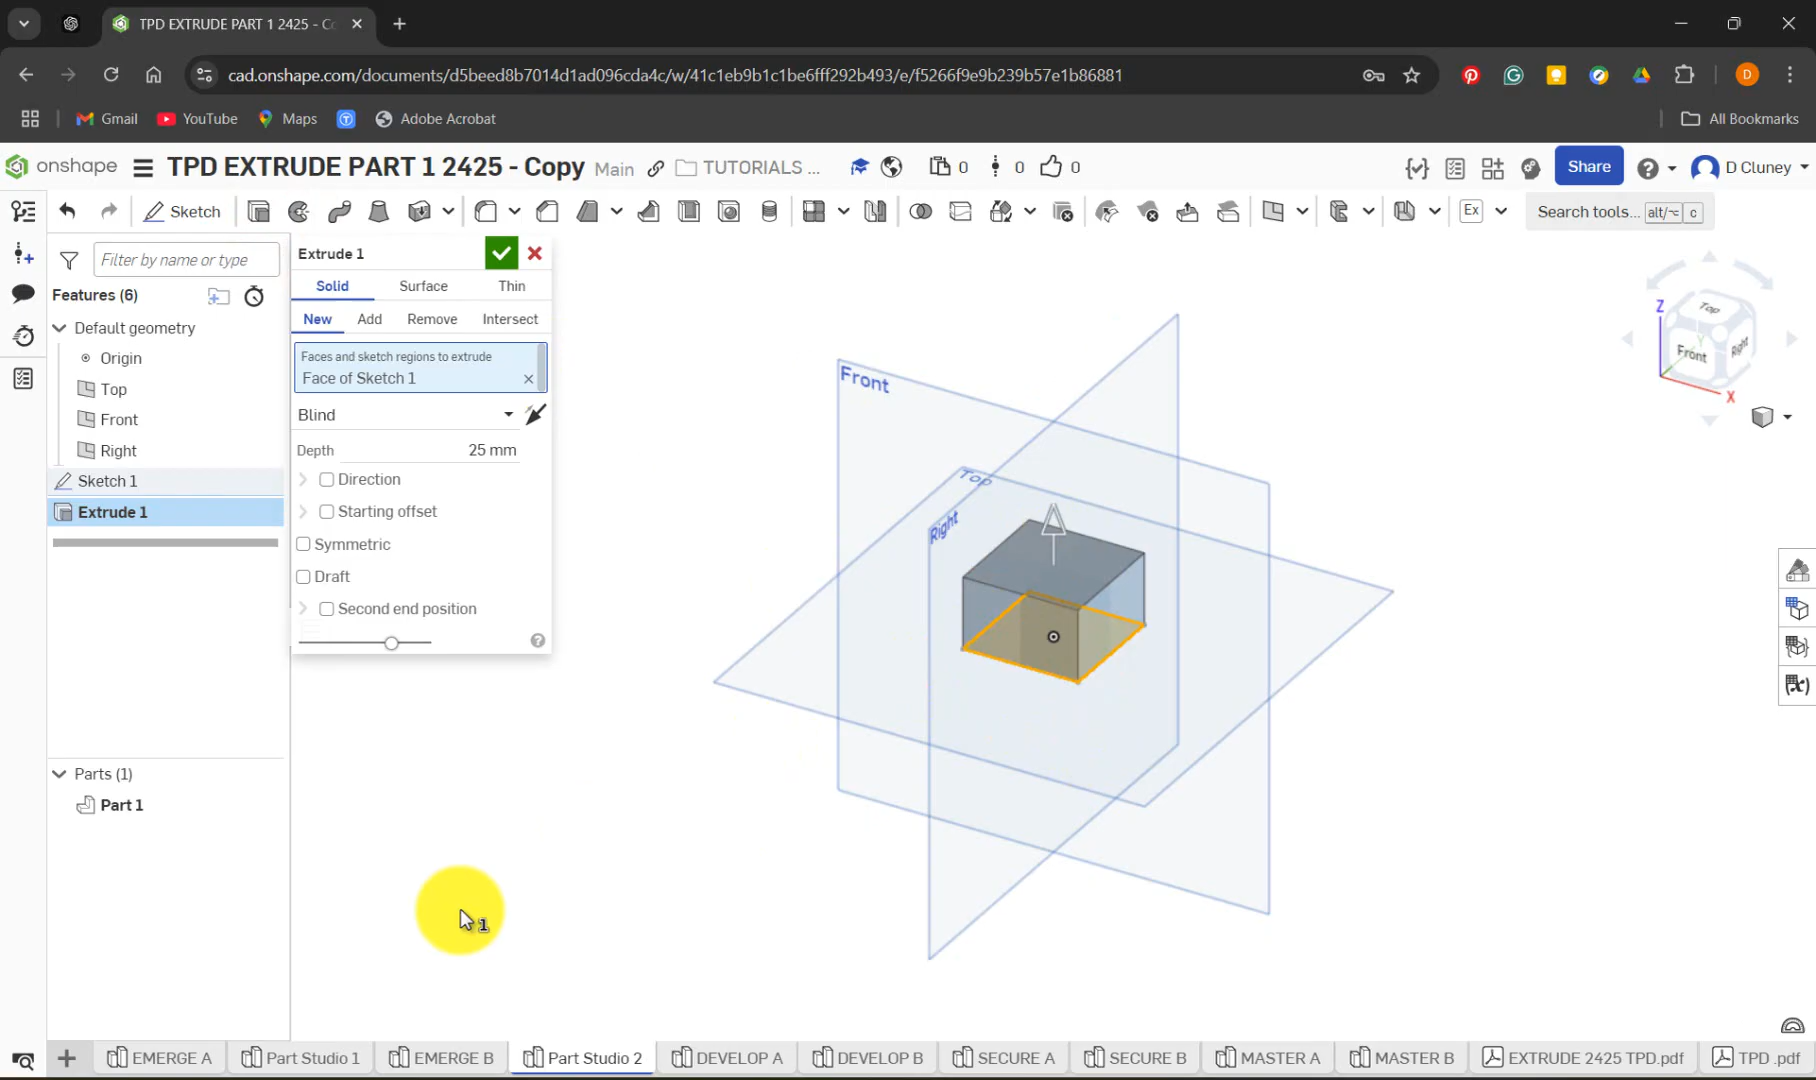 TPD EXTRUDE PART 1 2425 - Co
cad.onshape.com/documents/d5beed8b7014d1ad096cda4c/w/41c1eb9b1c1be6fff292b493/e/f5266f9e9b239b57e1b86881
D
Gmail YouTube Maps Adobe Acrobat All Bookmarks
onshape TPD EXTRUDE PART 1 2425 - Copy Main TUTORIALS ... 0 0 0 Share D Cluney
Sketch Ex Search tools... alt/⌥ c
Filter by name or type
Features (6)
Default geometry
Origin
Top
Front
Right
Sketch 1
Extrude 1
Parts (1)
Part 1
Extrude 1
Solid Surface Thin
New Add Remove Intersect
Faces and sketch regions to extrude
Face of Sketch 1
Blind
Depth 25 mm
Direction
Starting offset
Symmetric
Draft
Second end position
Front
Top
Right
Z
Top
Y
Front Right
X
1
EMERGE A Part Studio 1 EMERGE B Part Studio 2 DEVELOP A DEVELOP B SECURE A SECURE B MASTER A MASTER B EXTRUDE 2425 TPD.pdf TPD .pdf